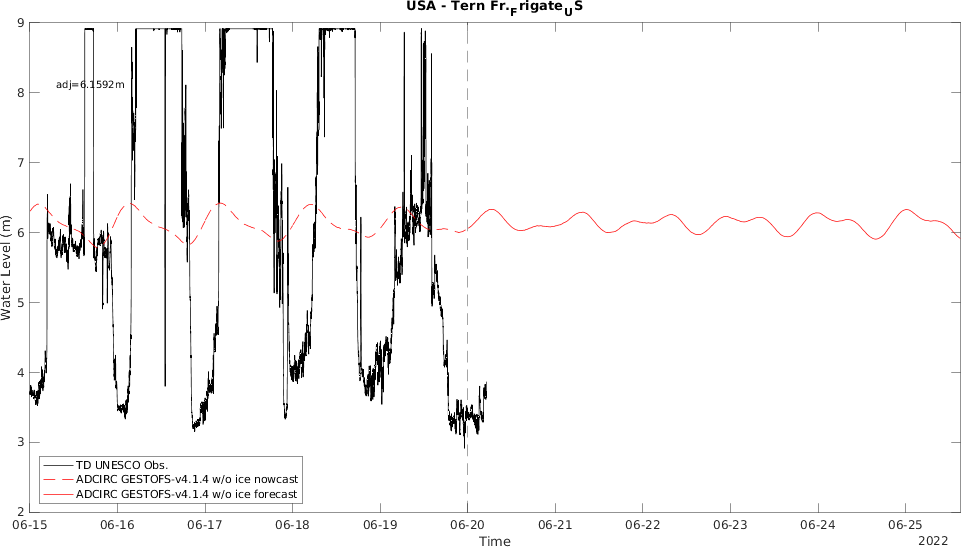 USA - Tern Fr.FrigateUS
9
8
7
6
5
4
3
2
Water Level (m)
adj=6.1592m
TD UNESCO Obs.
ADCIRC GESTOFS-v4.1.4 w/o ice nowcast
ADCIRC GESTOFS-v4.1.4 w/o ice forecast
06-15 06-16 06-17 06-18 06-19 06-20 06-21 06-22 06-23 06-24 06-25
Time
2022